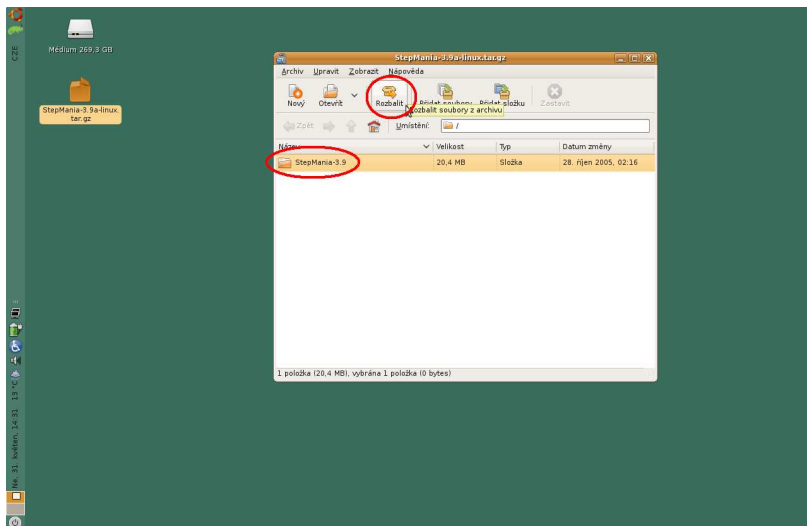 CZE
Médium 269,3 GB
StepMania-3.9a-linux.
tar.gz
Ne, 31. květen, 14:31
13 °C
StepMania-3.9a-linux.tar.gz
Archiv Upravit Zobrazit Nápověda
Nový Otevřít Rozbalit Přidat soubory Přidat složku Zastavit
Rozbalit soubory z archivu
Zpět Umístění: /
Název Velikost Typ Datum změny
StepMania-3.9 20,4 MB Složka 28. říjen 2005, 02:16
1 položka (20,4 MB), vybrána 1 položka (0 bytes)